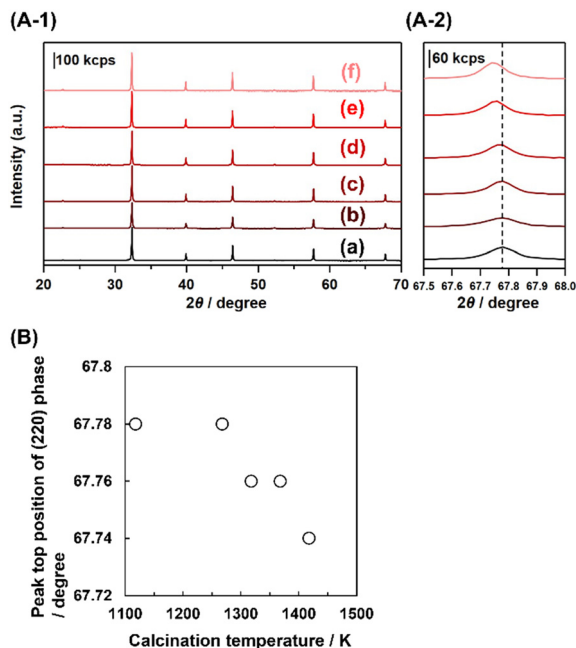 (A-1)
(A-2)
100 kcps
60 kcps
Intensity (a.u.)
(f)
(e)
(d)
(c)
(b)
(a)
20 30 40 50 60 70
2θ / degree
67.5 67.6 67.7 67.8 67.9 68.0
2θ / degree
(B)
Peak top position of (220) phase
/ degree
67.8
67.78
67.76
67.74
67.72
1100 1200 1300 1400 1500
Calcination temperature / K